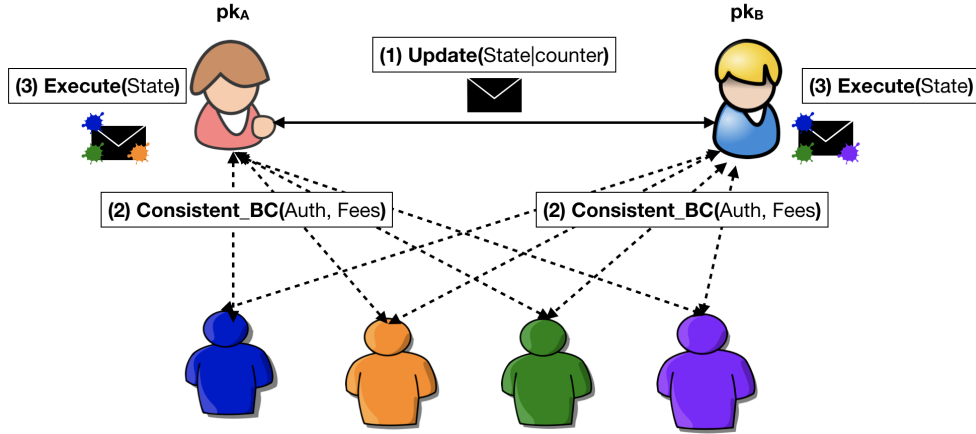 pkA
pkB
(1) Update(State|counter)
(3) Execute(State)
(3) Execute(State)
(2) Consistent_BC(Auth, Fees)
(2) Consistent_BC(Auth, Fees)